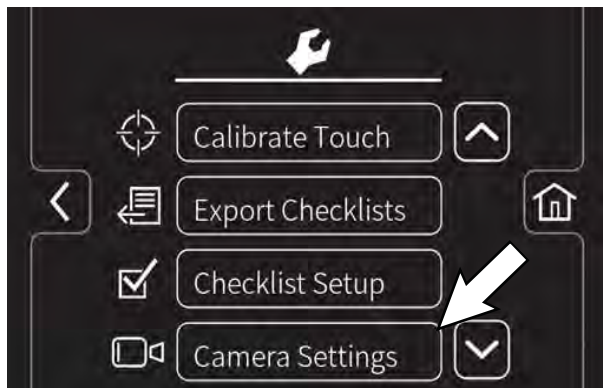 Calibrate Touch
Export Checklists
Checklist Setup
Camera Settings